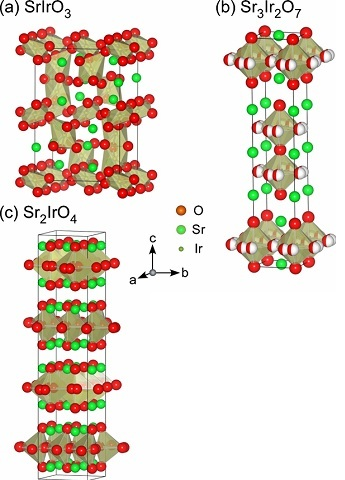 (a) SrIrO3
(b) Sr3Ir2O7
(c) Sr2IrO4
O
Sr
Ir
c
a
b